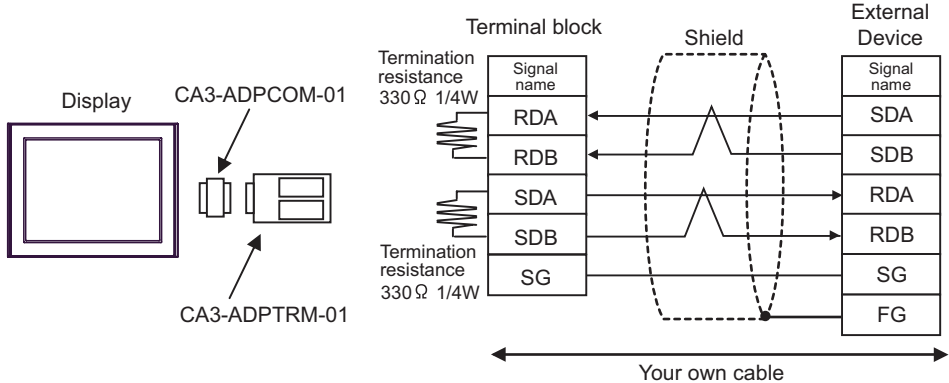 Display
CA3-ADPCOM-01
CA3-ADPTRM-01
Terminal block
Termination
resistance
330Ω 1/4W
Termination
resistance
330Ω 1/4W
Signal
name
RDA
RDB
SDA
SDB
SG
Shield
External
Device
Signal
name
SDA
SDB
RDA
RDB
SG
FG
Your own cable